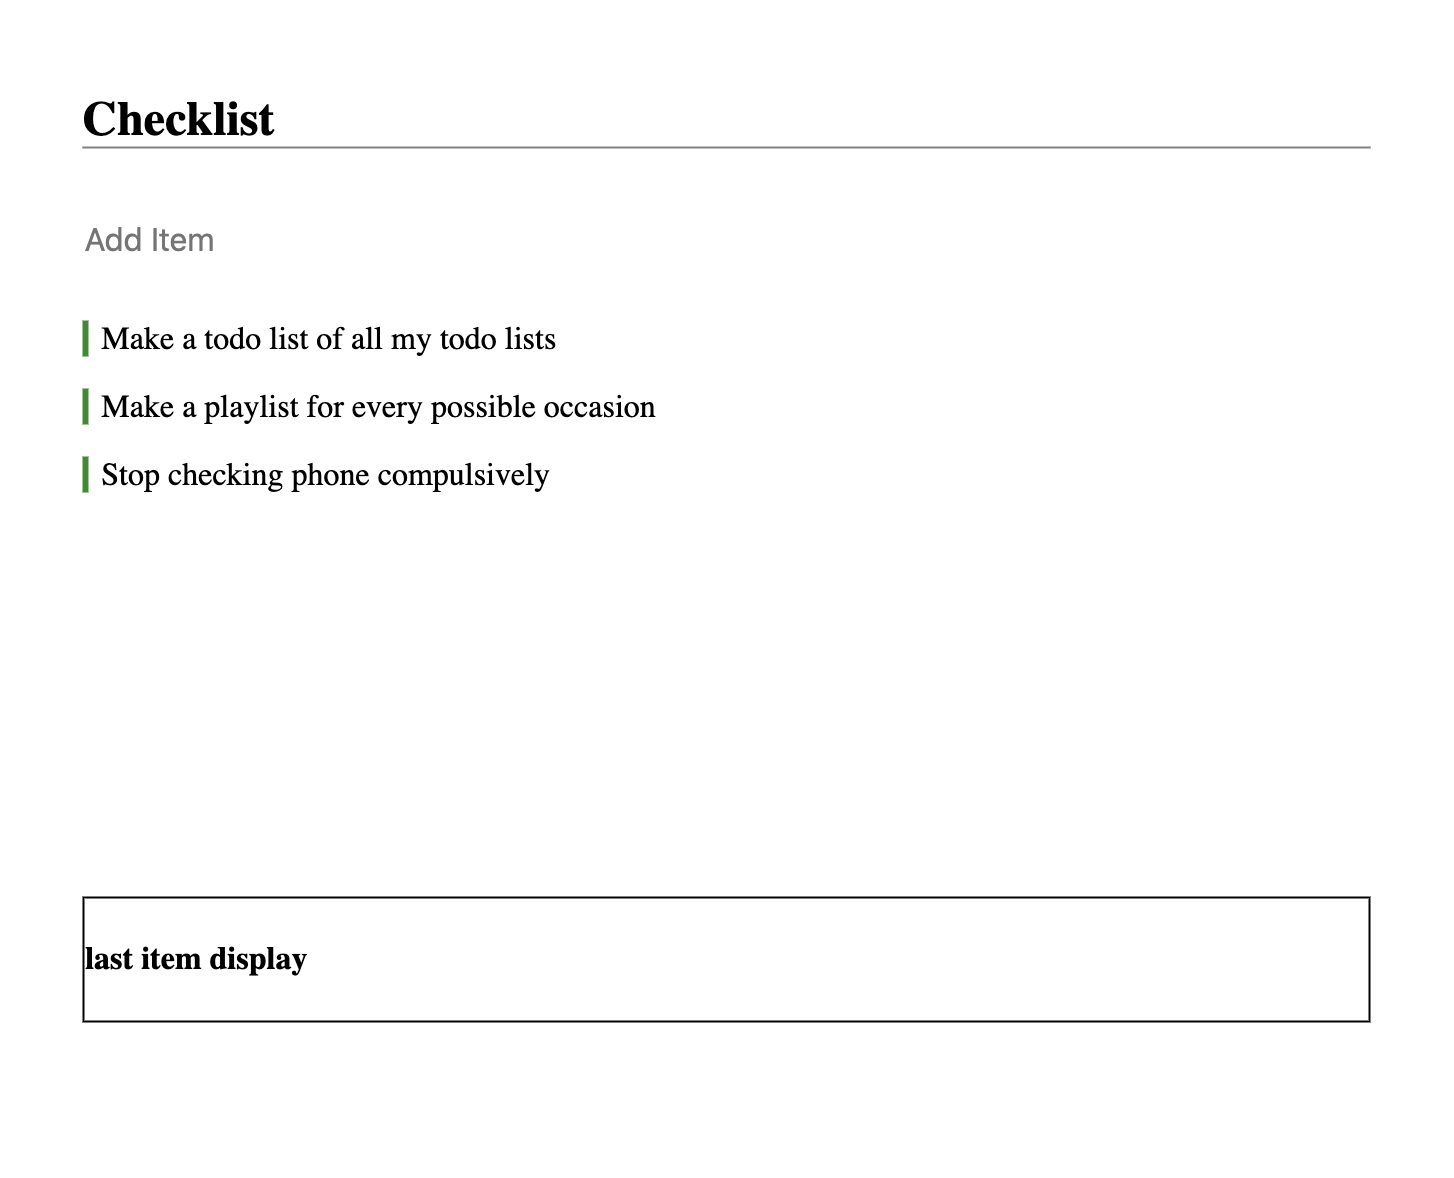 Checklist
Add Item
Make a todo list of all my todo lists
Make a playlist for every possible occasion
Stop checking phone compulsively
last item display